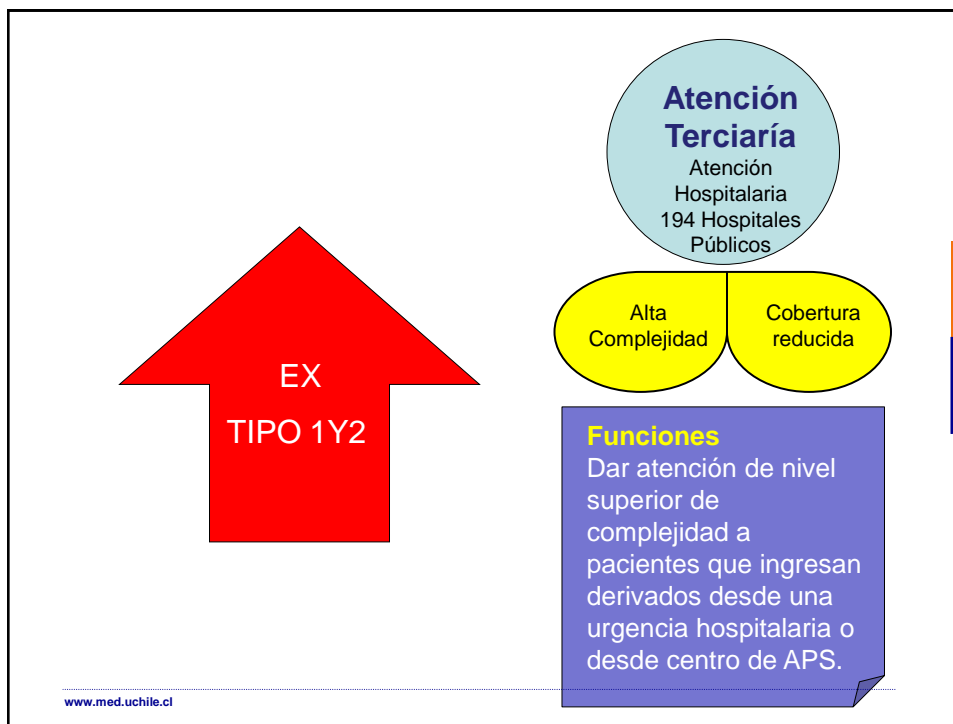 Atención
Terciaría
Atención
Hospitalaria
194 Hospitales
Públicos
Alta
Complejidad
Cobertura
reducida
EX
TIPO 1Y2
Funciones
Dar atención de nivel
superior de
complejidad a
pacientes que ingresan
derivados desde una
urgencia hospitalaria o
desde centro de APS.
www.med.uchile.cl